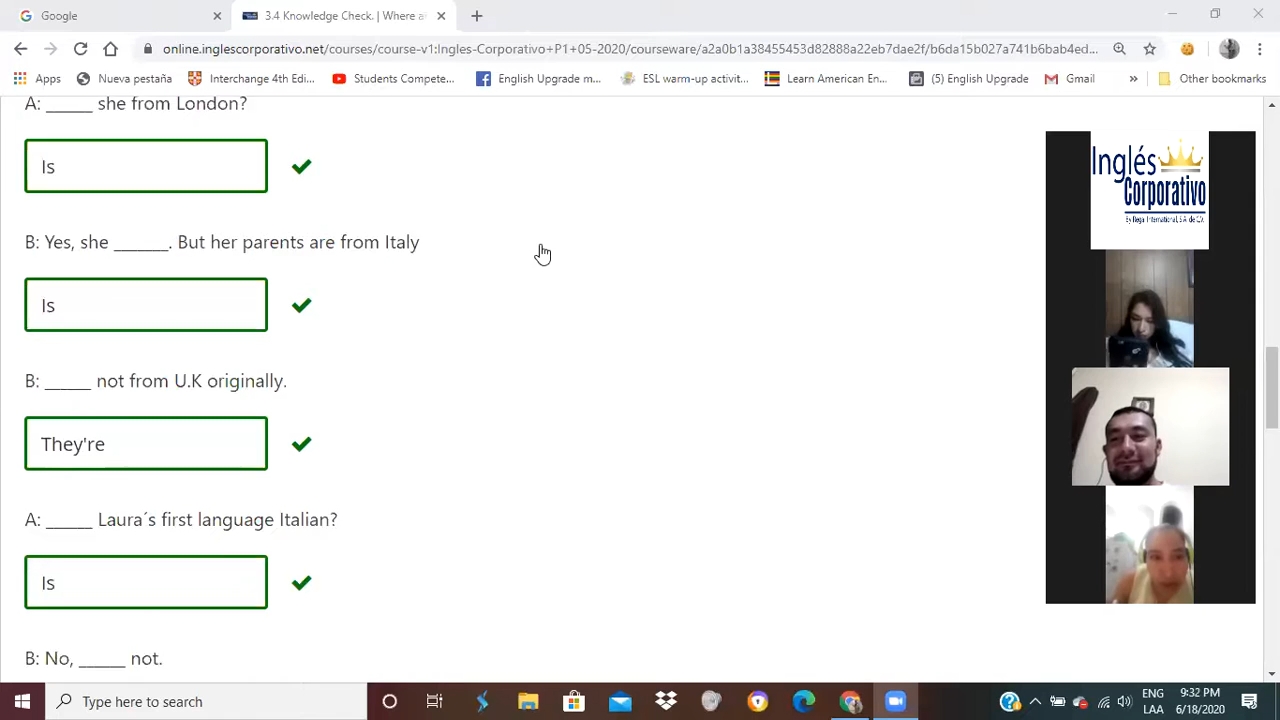 Google
3.4 Knowledge Check. | Where a
online.inglescorporativo.net/courses/course-v1:Ingles-Corporativo+P1+05-2020/courseware/a2a0b1a38455453d82888a22eb7dae2f/b6da15b027a741b6bab4ed...
Apps
Nueva pestaña
Interchange 4th Edi...
Students Compete...
English Upgrade m...
ESL warm-up activit...
Learn American En...
(5) English Upgrade
Gmail
»
Other bookmarks
A: _____ she from London?
Is
B: Yes, she ______. But her parents are from Italy
Is
B: _____ not from U.K originally.
They're
A: _____ Laura´s first language Italian?
Is
B: No, _____ not.
Inglés
Corporativo
By Regal International, S.A. de C.V.
Type here to search
ENG
LAA
9:32 PM
6/18/2020